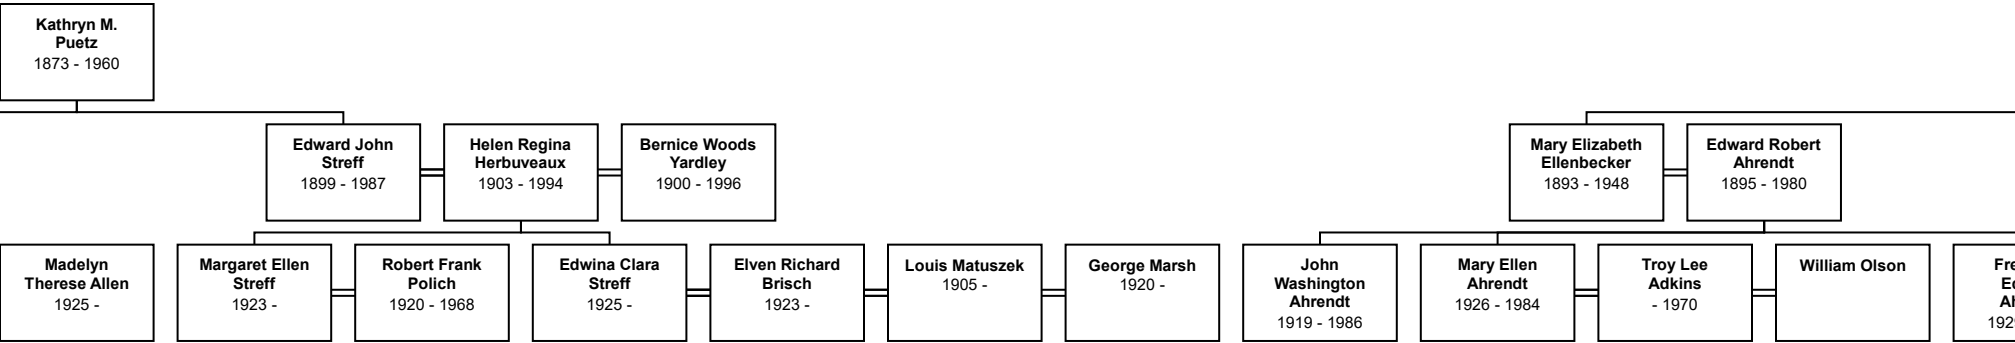 Kathryn M.
Puetz
1873 - 1960
Edward John
Streff
1899 - 1987
Helen Regina
Herbuveaux
1903 - 1994
Bernice Woods
Yardley
1900 - 1996
Mary Elizabeth
Ellenbecker
1893 - 1948
Edward Robert
Ahrendt
1895 - 1980
Madelyn
Therese Allen
1925 -
Margaret Ellen
Streff
1923 -
Robert Frank
Polich
1920 - 1968
Edwina Clara
Streff
1925 -
Elven Richard
Brisch
1923 -
Louis Matuszek
1905 -
George Marsh
1920 -
John
Washington
Ahrendt
1919 - 1986
Mary Ellen
Ahrendt
1926 - 1984
Troy Lee
Adkins
- 1970
William Olson